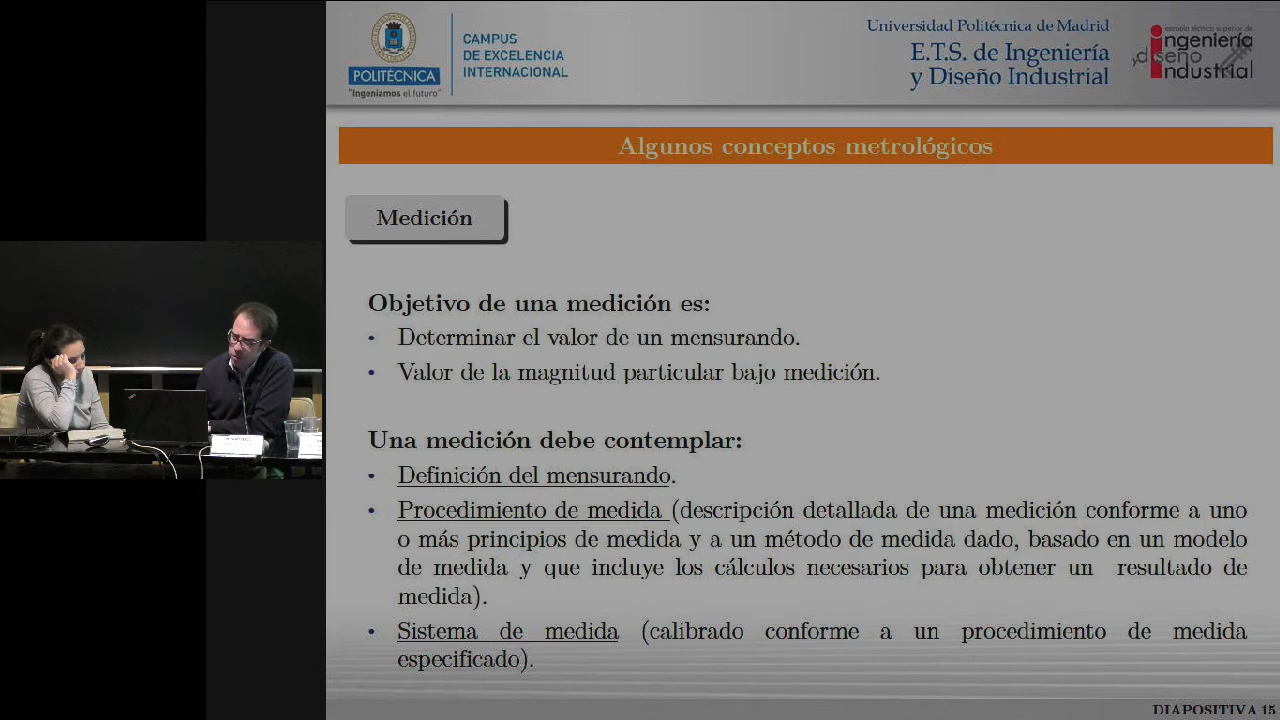 POLITÉCNICA
"Ingeniamos el futuro"
CAMPUS
DE EXCELENCIA
INTERNACIONAL
Universidad Politécnica de Madrid
E.T.S. de Ingeniería
y Diseño Industrial
escuela técnica superior de
ingeniería
y diseño
industrial
Algunos conceptos metrológicos
Medición
Objetivo de una medición es:
• Determinar el valor de un mensurando.
• Valor de la magnitud particular bajo medición.
Una medición debe contemplar:
• Definición del mensurando.
• Procedimiento de medida (descripción detallada de una medición conforme a uno
o más principios de medida y a un método de medida dado, basado en un modelo
de medida y que incluye los cálculos necesarios para obtener un resultado de
medida).
• Sistema de medida (calibrado conforme a un procedimiento de medida
especificado).
DIAPOSITIVA 15